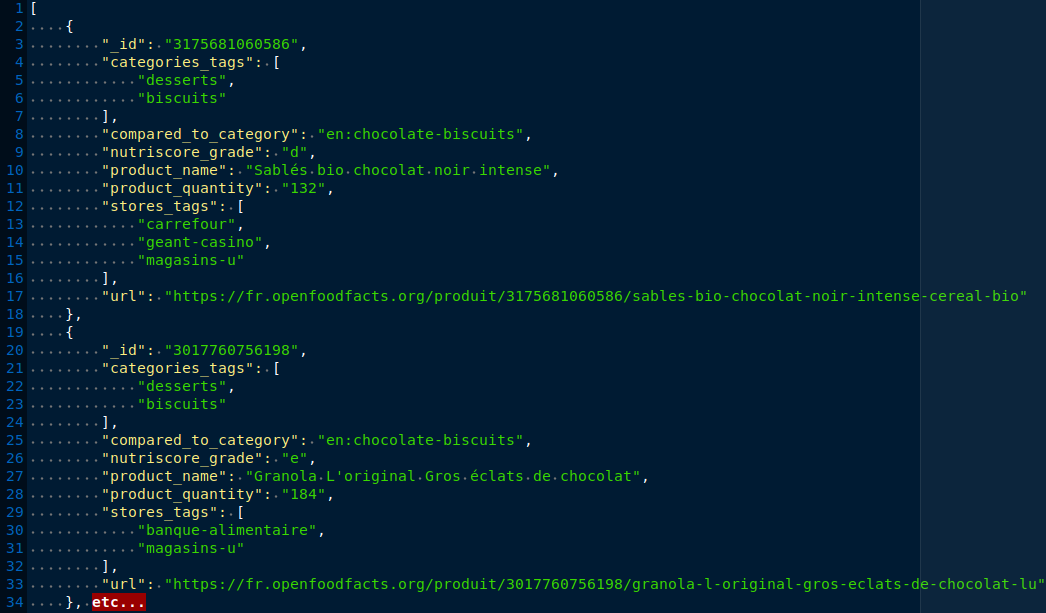 1 [
2 ....{
3 ........"_id":."3175681060586",
4 ........"categories_tags":.[
5 ............"desserts",
6 ............"biscuits"
7 ........],
8 ........"compared_to_category":."en:chocolate-biscuits",
9 ........"nutriscore_grade":."d",
10 ........"product_name":."Sablés.bio.chocolat.noir.intense",
11 ........"product_quantity":."132",
12 ........"stores_tags":.[
13 ............"carrefour",
14 ............"geant-casino",
15 ............"magasins-u"
16 ........],
17 ........"url":."https://fr.openfoodfacts.org/produit/3175681060586/sables-bio-chocolat-noir-intense-cereal-bio"
18 ....},
19 ....{
20 ........"_id":."3017760756198",
21 ........"categories_tags":.[
22 ............"desserts",
23 ............"biscuits"
24 ........],
25 ........"compared_to_category":."en:chocolate-biscuits",
26 ........"nutriscore_grade":."e",
27 ........"product_name":."Granola.L'original.Gros.éclats.de.chocolat",
28 ........"product_quantity":."184",
29 ........"stores_tags":.[
30 ............"banque-alimentaire",
31 ............"magasins-u"
32 ........],
33 ........"url":."https://fr.openfoodfacts.org/produit/3017760756198/granola-l-original-gros-eclats-de-chocolat-lu"
34 ....},.etc...